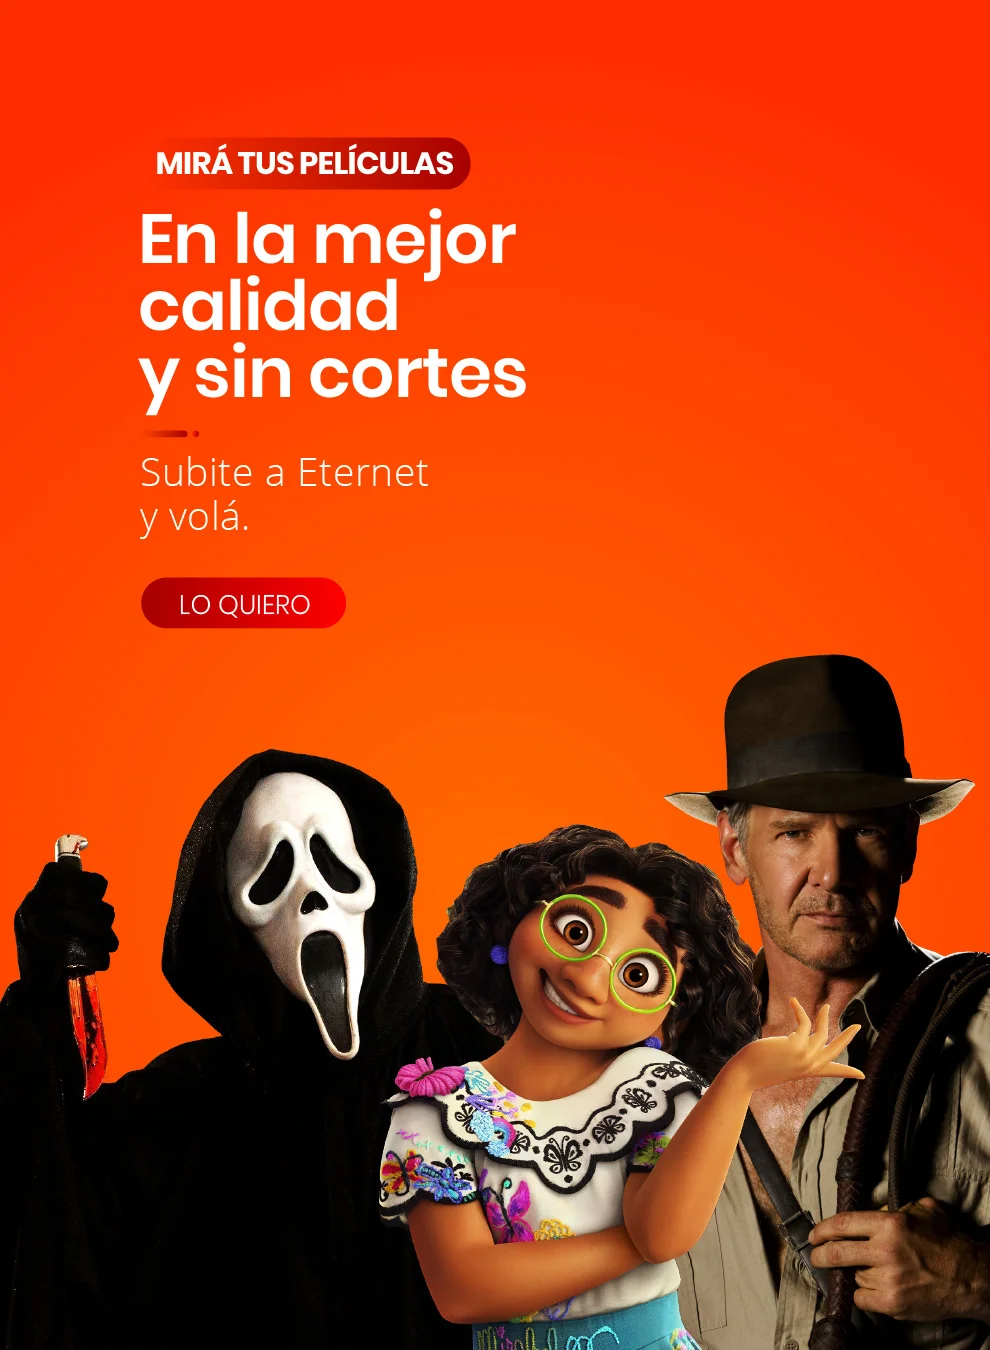 MIRÁ TUS PELÍCULAS
En la mejor
calidad
y sin cortes
Subite a Eternet
y volá.
LO QUIERO